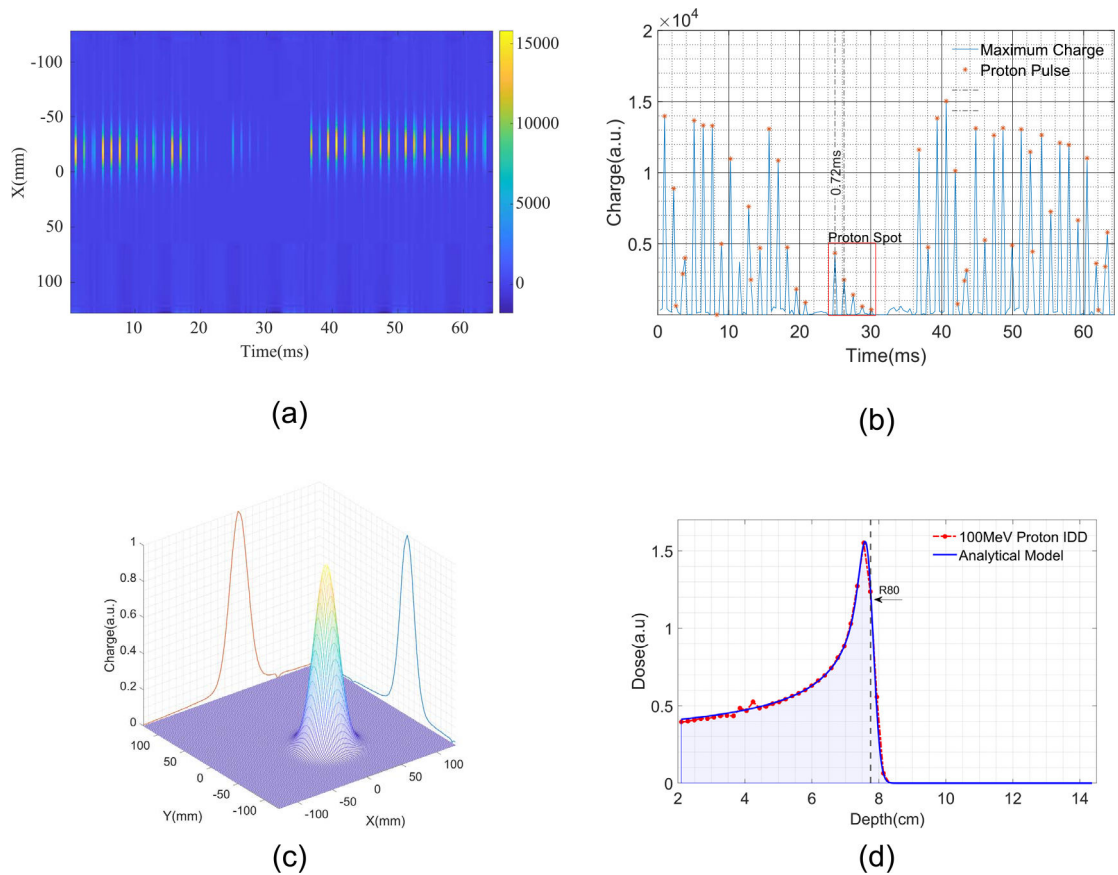 -100
-50
0
50
100
X(mm)
10 20 30 40 50 60
Time(ms)
15000
10000
5000
0
(a)
×10⁴
2
1.5
1
0.5
0
Charge(a.u.)
Maximum Charge
Proton Pulse
0.72ms
Proton Spot
0 10 20 30 40 50 60
Time(ms)
(b)
1
0.8
0.6
0.4
0.2
0
Charge(a.u.)
100
50
0
-50
-100
Y(mm)
-100
-50
0
50
100
X(mm)
(c)
1.5
1
0.5
0
Dose(a.u)
100MeV Proton IDD
Analytical Model
R80
2 4 6 8 10 12 14
Depth(cm)
(d)